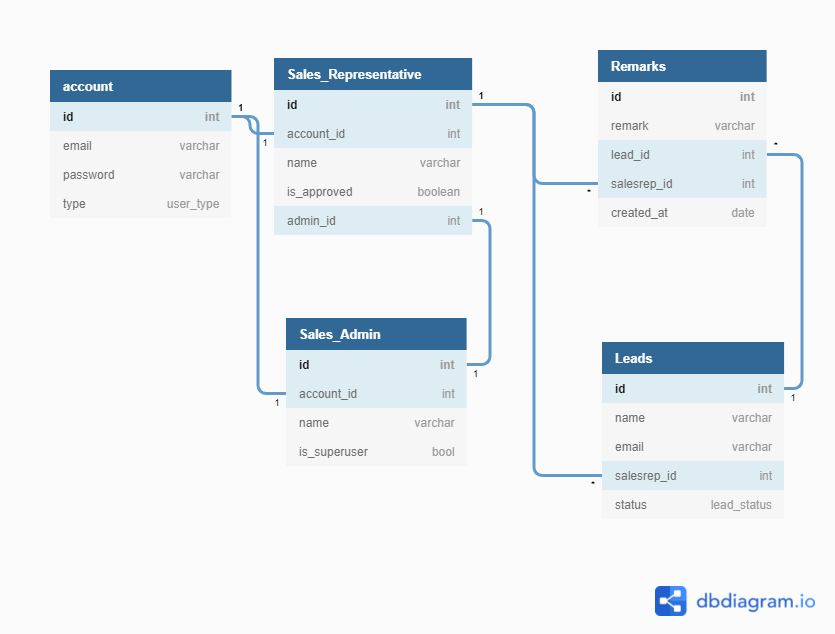 account
id int
email varchar
password varchar
type user_type
1
1
Sales_Representative
id int
account_id int
name varchar
is_approved boolean
admin_id int
1
1
Sales_Admin
id int
account_id int
name varchar
is_superuser bool
1
1
Remarks
id int
remark varchar
lead_id int
salesrep_id int
created_at date
*
*
Leads
id int
name varchar
email varchar
salesrep_id int
status lead_status
1
*
dbdiagram.io